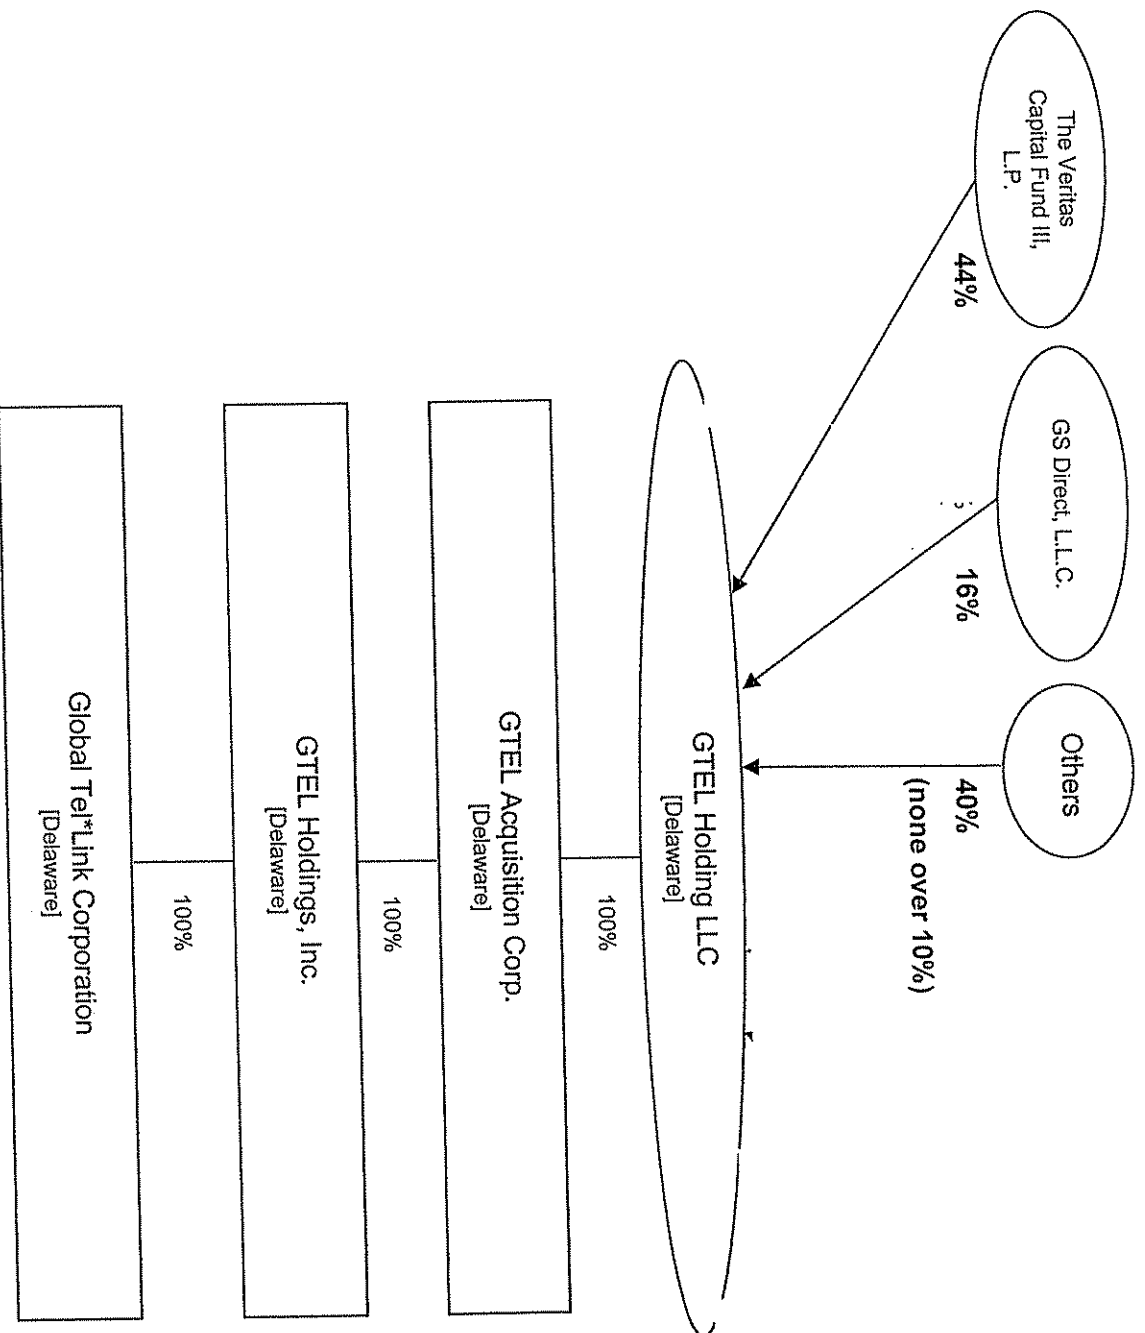 The Veritas
Capital Fund III,
L.P.
GS Direct, L.L.C.
Others
44%
16%
40%
(none over 10%)
GTEL Holding LLC
[Delaware]
100%
GTEL Acquisition Corp.
[Delaware]
100%
GTEL Holdings, Inc.
[Delaware]
100%
Global Tel*Link Corporation
[Delaware]